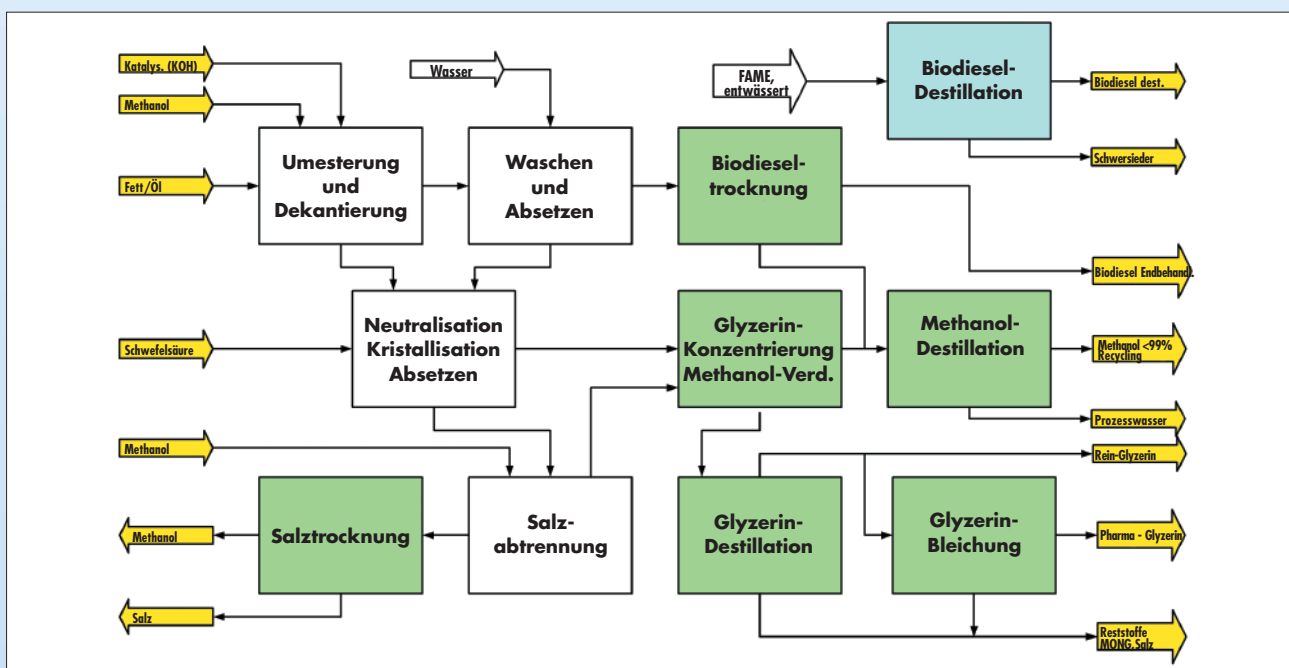 Katalys. (KOH)
Wasser
FAME,
entwässert
Biodiesel-
Destillation
Biodiesel dest.
Methanol
Schwersieder
Fett/Öl
Umesterung
und
Dekantierung
Waschen
und
Absetzen
Biodiesel-
trocknung
Biodiesel Endbehandl.
Schwefelsäure
Neutralisation
Kristallisation
Absetzen
Glyzerin-
Konzentrierung
Methanol-Verd.
Methanol-
Destillation
Methanol <99%
Recycling
Prozesswasser
Methanol
Rein-Glyzerin
Methanol
Salztrocknung
Salz-
abtrennung
Glyzerin-
Destillation
Glyzerin-
Bleichung
Pharma - Glyzerin
Salz
Reststoffe
MONG.Salz